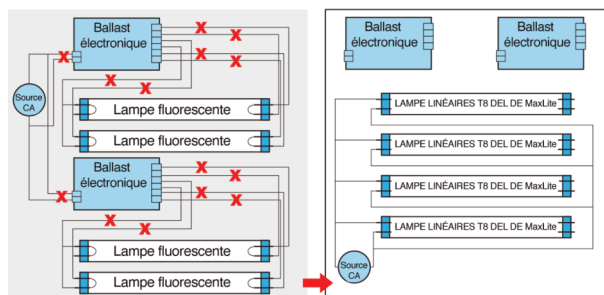 Ballast
électronique
Source
CA
Lampe fluorescente
Lampe fluorescente
Ballast
électronique
Lampe fluorescente
Lampe fluorescente
Ballast
électronique
Ballast
électronique
LAMPE LINÉAIRES T8 DEL DE MaxLite
LAMPE LINÉAIRES T8 DEL DE MaxLite
LAMPE LINÉAIRES T8 DEL DE MaxLite
LAMPE LINÉAIRES T8 DEL DE MaxLite
Source
CA